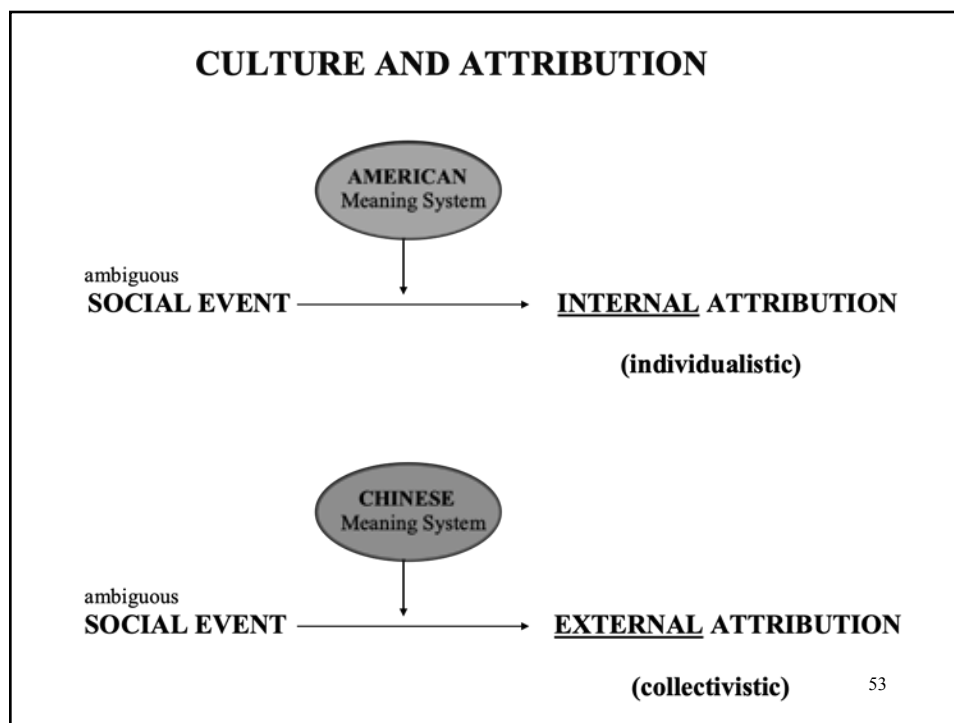 CULTURE AND ATTRIBUTION
AMERICAN
Meaning System
ambiguous
SOCIAL EVENT
INTERNAL ATTRIBUTION
(individualistic)
CHINESE
Meaning System
ambiguous
SOCIAL EVENT
EXTERNAL ATTRIBUTION
(collectivistic)
53